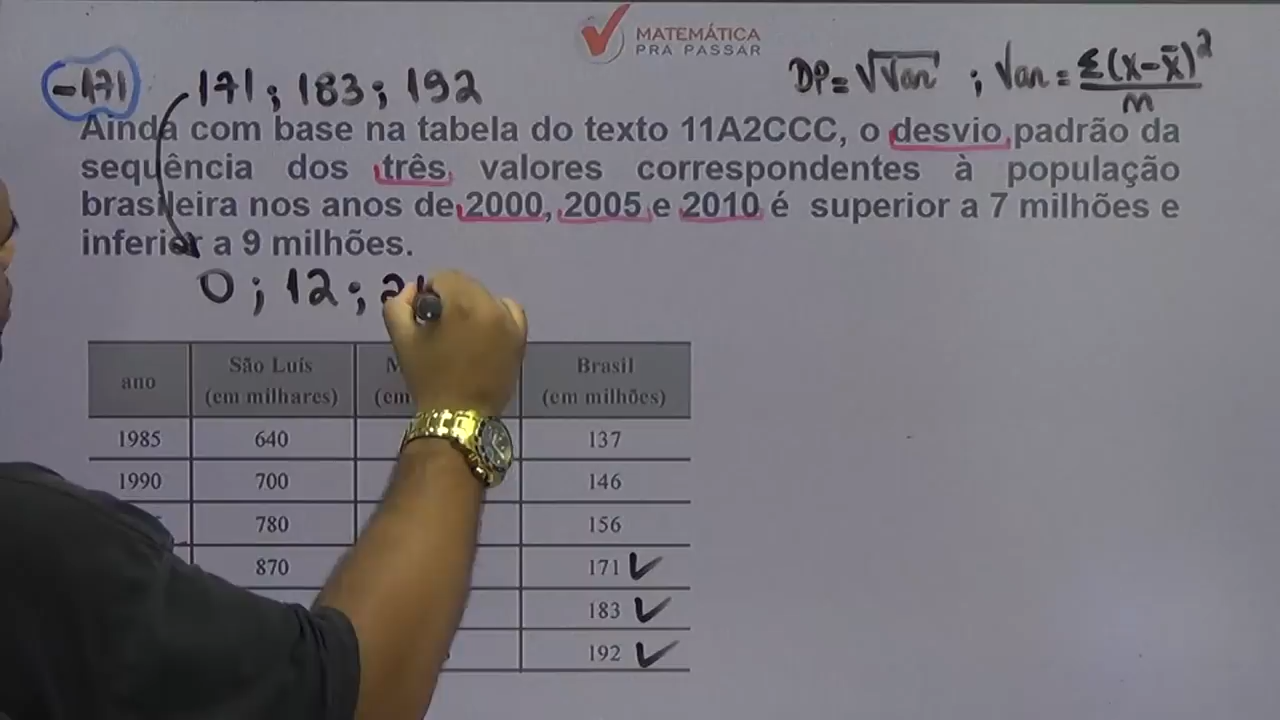 MATEMÁTICA
PRA PASSAR
-171 171 ; 183 ; 192
DP = √Var ; Var = Σ(x-x̄)² / n
Ainda com base na tabela do texto 11A2CCC, o desvio padrão da
sequência dos três valores correspondentes à população
brasileira nos anos de 2000, 2005 e 2010 é superior a 7 milhões e
inferior a 9 milhões.
0 ; 12 ;
ano São Luís (em milhares) Brasil (em milhões)
1985 640 137
1990 700 146
780 156
870 171 ✓
183 ✓
192 ✓